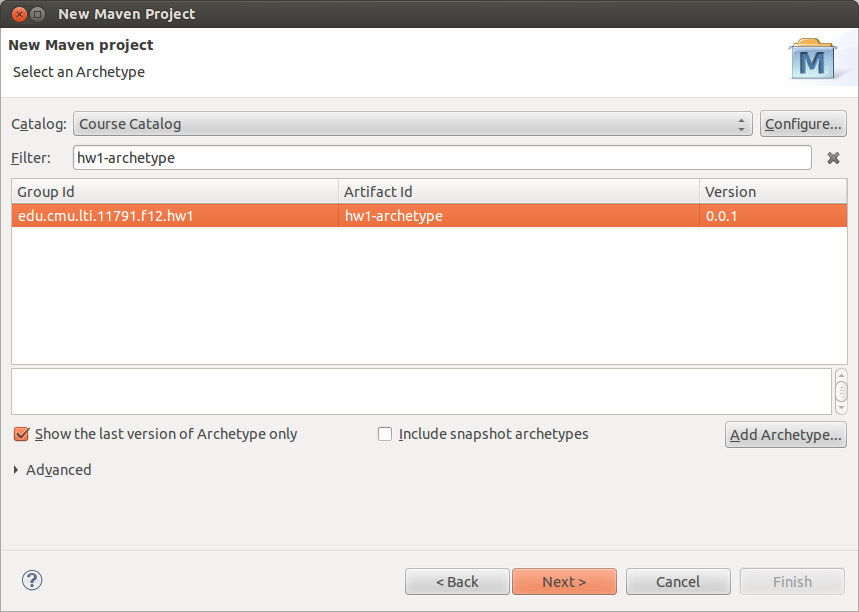 New Maven Project
New Maven project
Select an Archetype
M
Catalog: Course Catalog Configure...
Filter: hw1-archetype
Group Id Artifact Id Version
edu.cmu.lti.11791.f12.hw1 hw1-archetype 0.0.1
Show the last version of Archetype only Include snapshot archetypes Add Archetype...
Advanced
? < Back Next > Cancel Finish